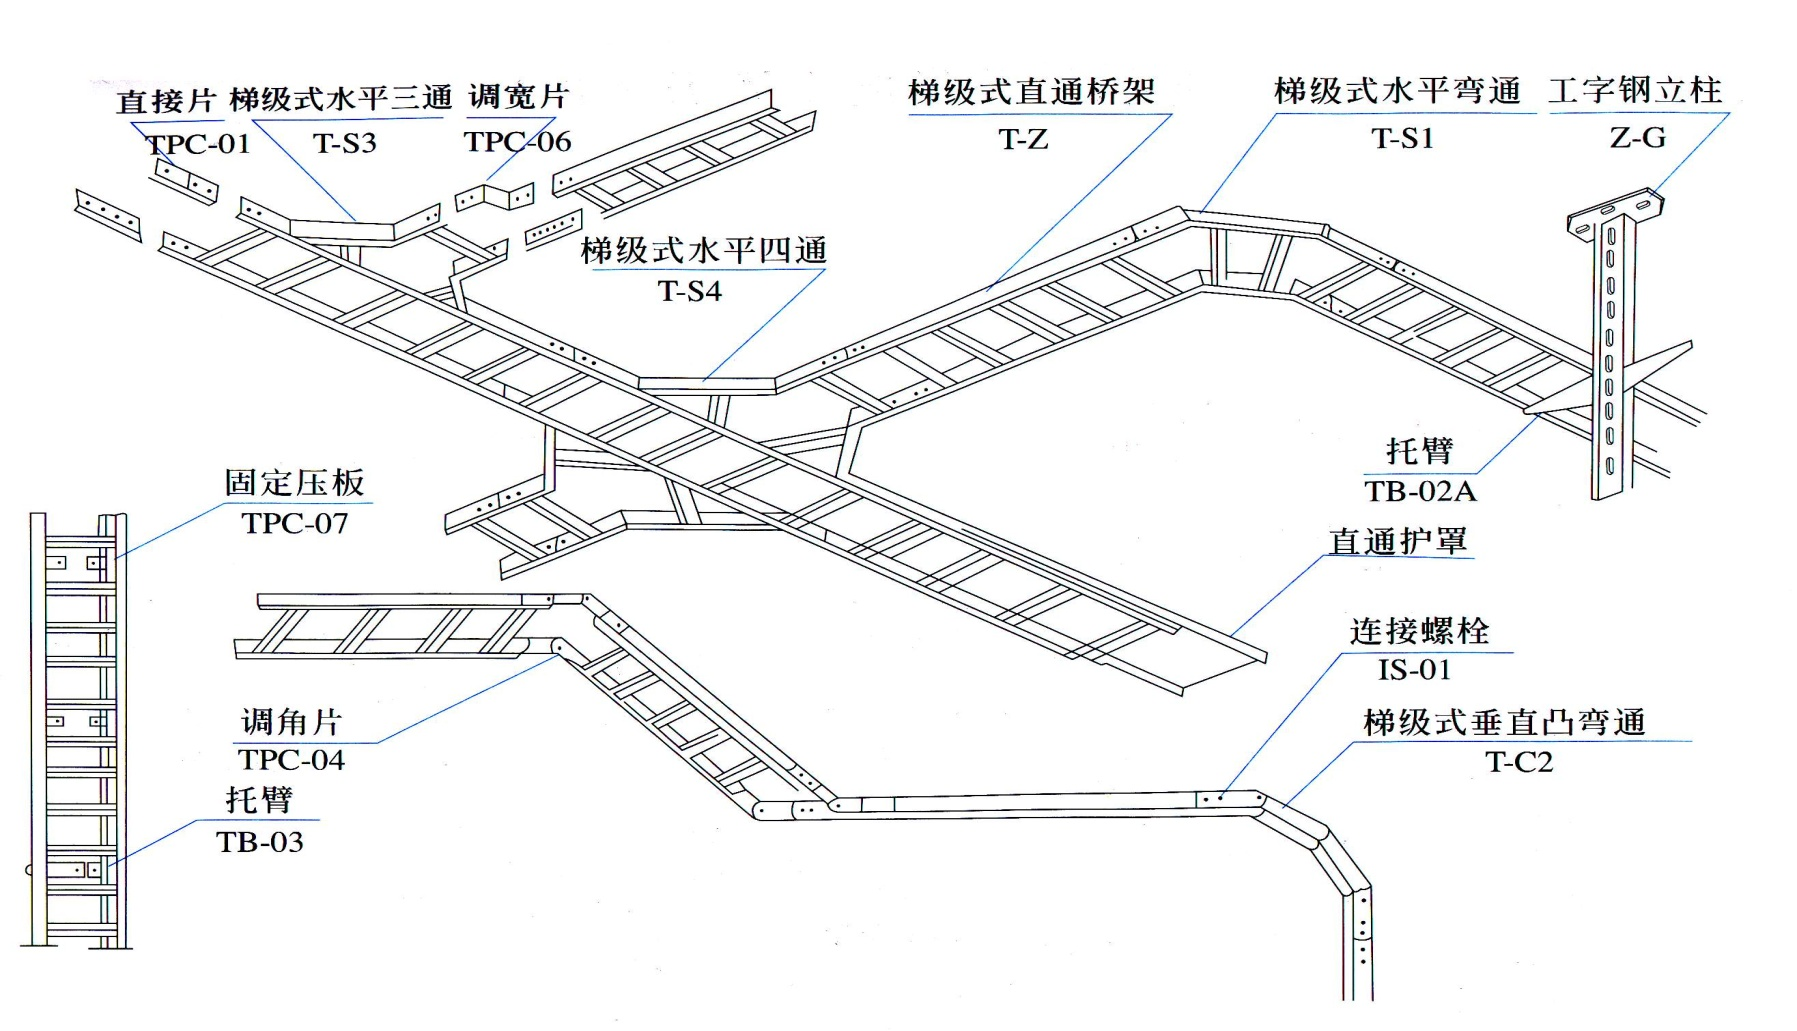 直接片
TPC-01
梯级式水平三通
T-S3
调宽片
TPC-06
梯级式直通桥架
T-Z
梯级式水平弯通
T-S1
工字钢立柱
Z-G
梯级式水平四通
T-S4
托臂
TB-02A
固定压板
TPC-07
直通护罩
连接螺栓
IS-01
调角片
TPC-04
梯级式垂直凸弯通
T-C2
托臂
TB-03